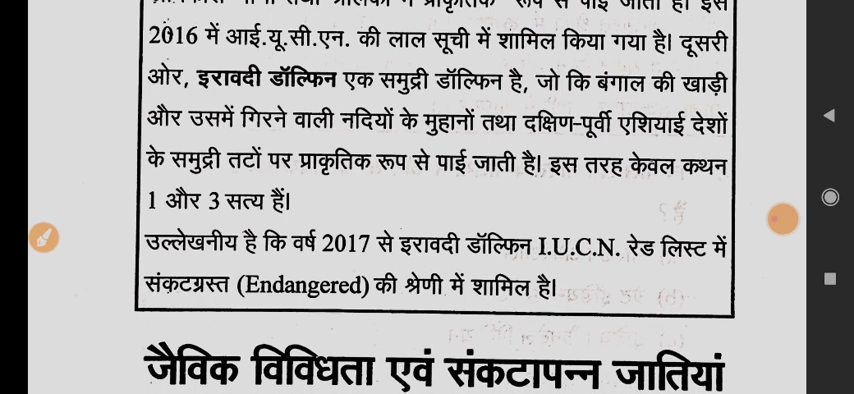 रूप से पाई जाती है। इसे
2016 में आई.यू.सी.एन. की लाल सूची में शामिल किया गया है। दूसरी
ओर, इरावदी डॉल्फिन एक समुद्री डॉल्फिन है, जो कि बंगाल की खाड़ी
और उसमें गिरने वाली नदियों के मुहानों तथा दक्षिण-पूर्वी एशियाई देशों
के समुद्री तटों पर प्राकृतिक रूप से पाई जाती है। इस तरह केवल कथन
1 और 3 सत्य हैं।
उल्लेखनीय है कि वर्ष 2017 से इरावदी डॉल्फिन I.U.C.N. रेड लिस्ट में
संकटग्रस्त (Endangered) की श्रेणी में शामिल है।
जैविक विविधता एवं संकटापन्न जातियां